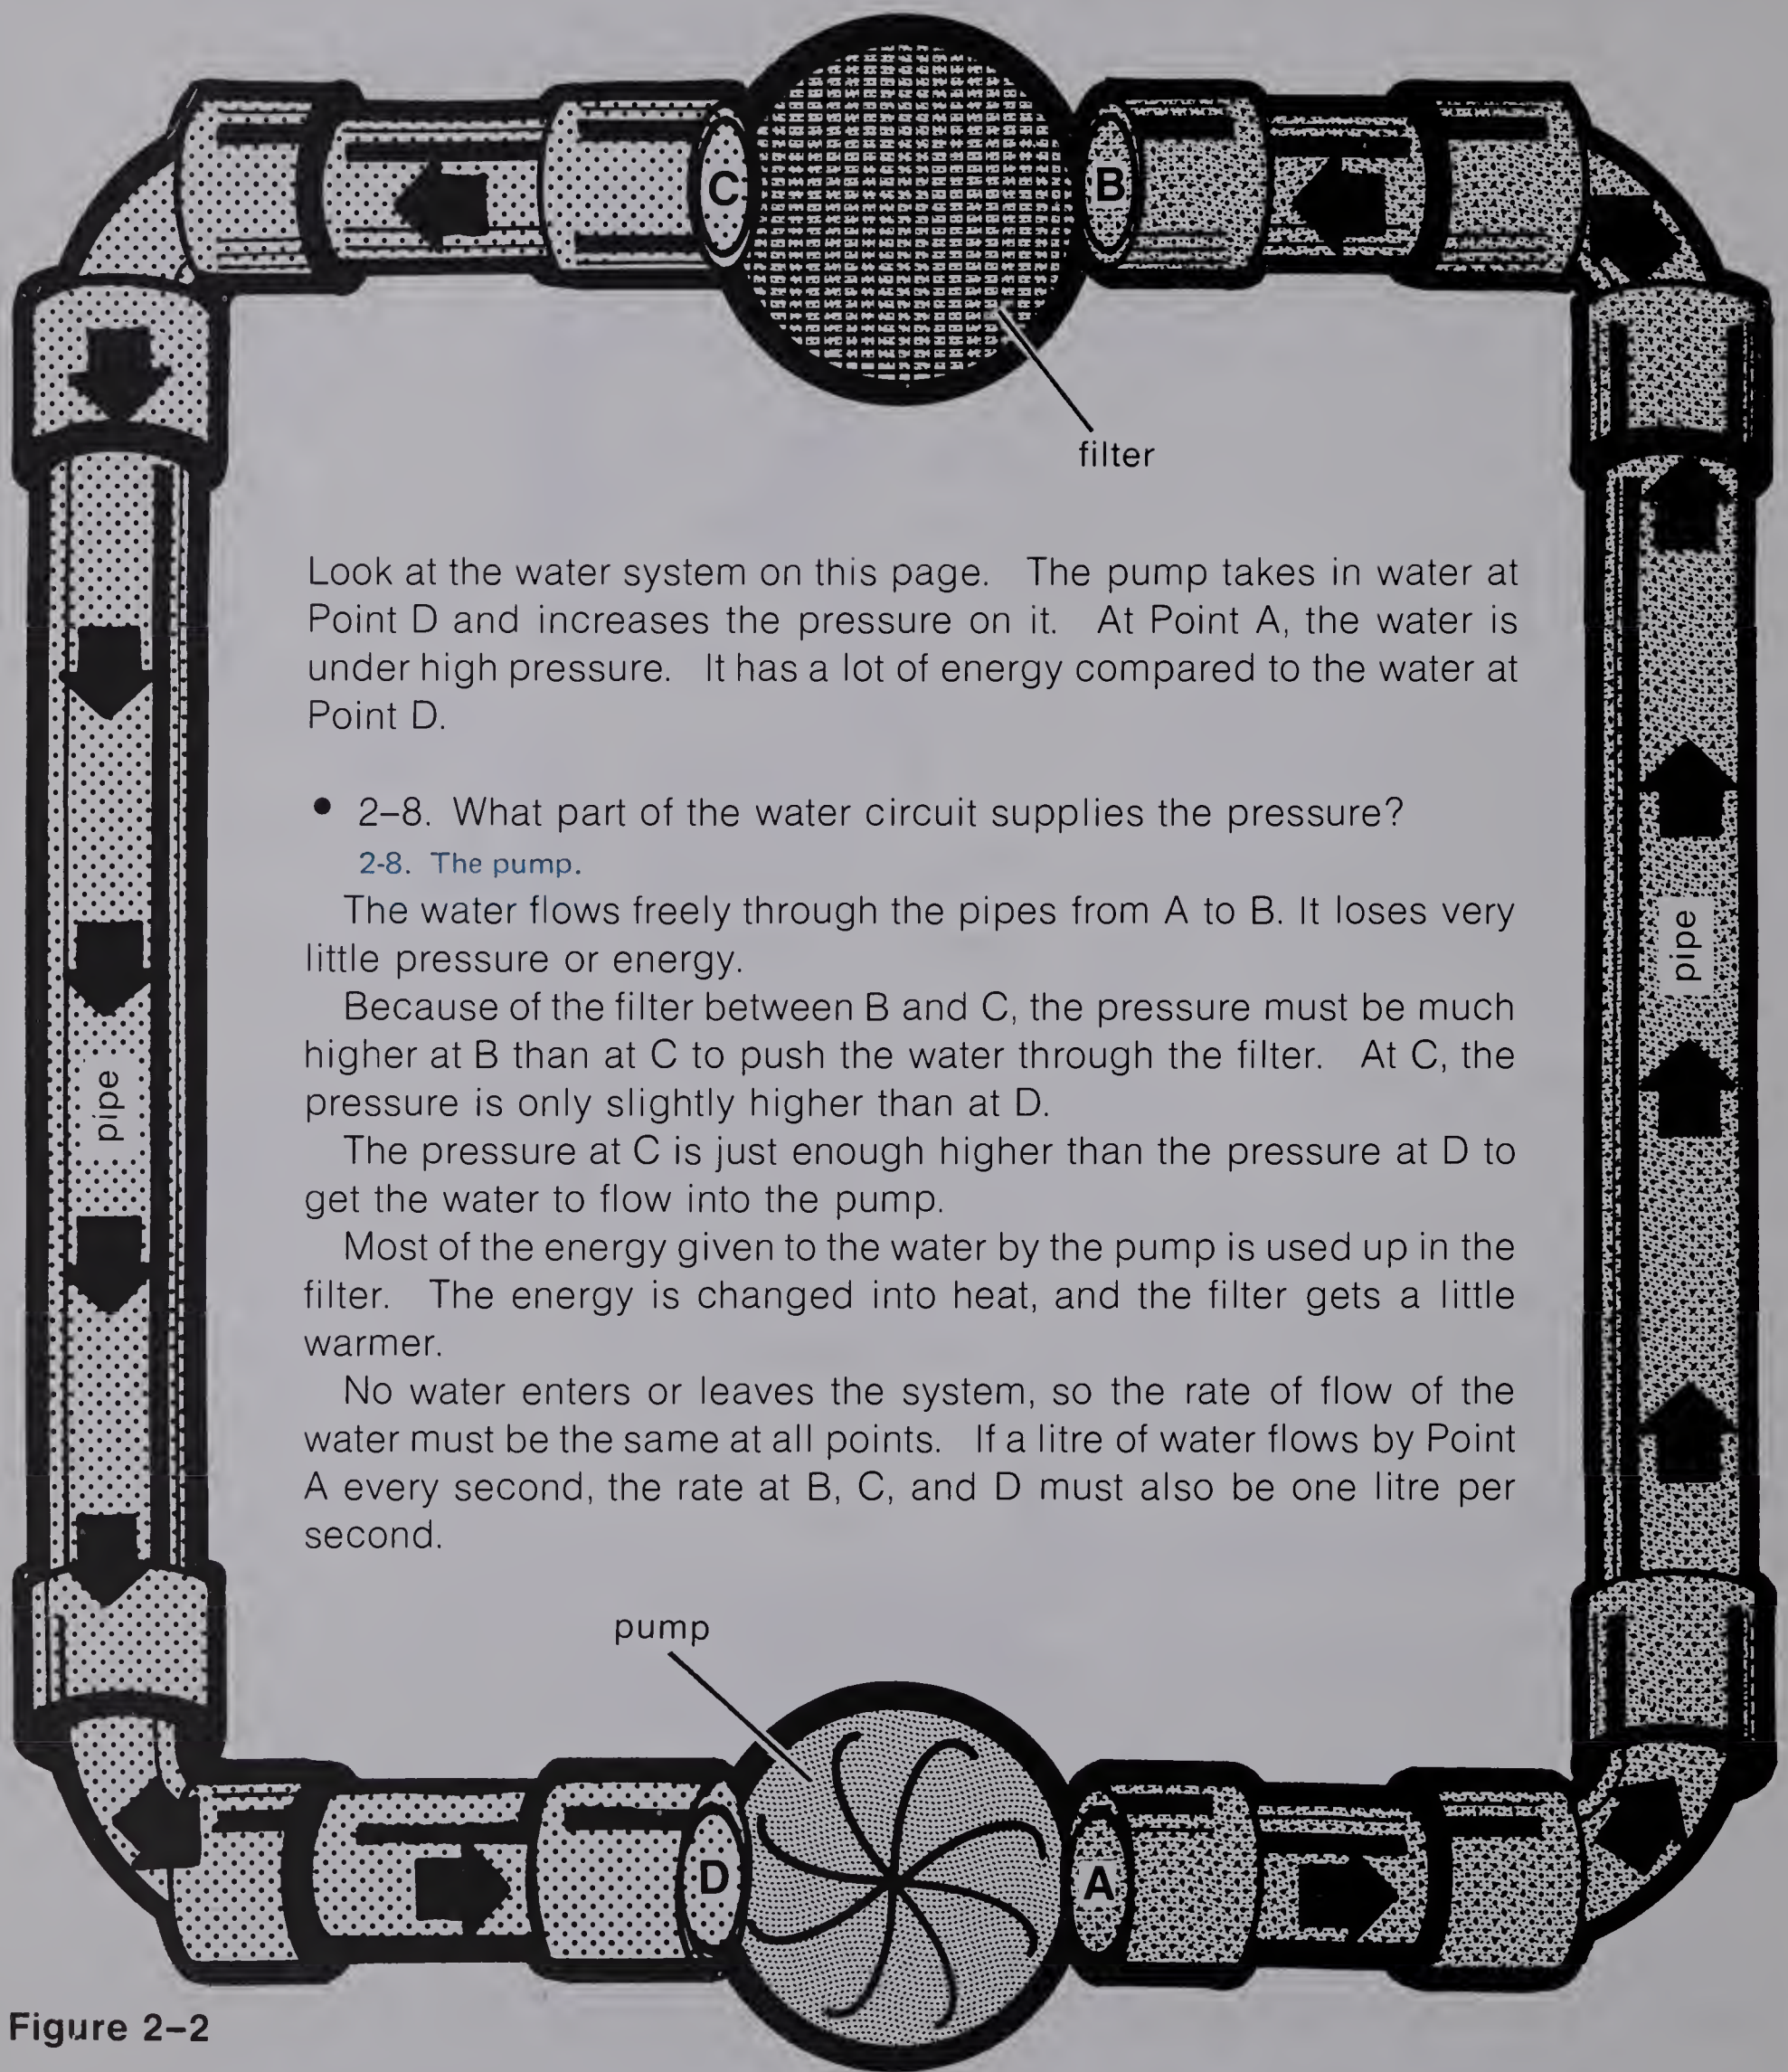 C
B
filter
Look at the water system on this page. The pump takes in water at
Point D and increases the pressure on it. At Point A, the water is
under high pressure. It has a lot of energy compared to the water at
Point D.
• 2–8. What part of the water circuit supplies the pressure?
2-8. The pump.
The water flows freely through the pipes from A to B. It loses very
little pressure or energy.
Because of the filter between B and C, the pressure must be much
higher at B than at C to push the water through the filter. At C, the
pressure is only slightly higher than at D.
The pressure at C is just enough higher than the pressure at D to
get the water to flow into the pump.
Most of the energy given to the water by the pump is used up in the
filter. The energy is changed into heat, and the filter gets a little
warmer.
No water enters or leaves the system, so the rate of flow of the
water must be the same at all points. If a litre of water flows by Point
A every second, the rate at B, C, and D must also be one litre per
second.
pipe
pipe
pump
D
A
Figure 2–2